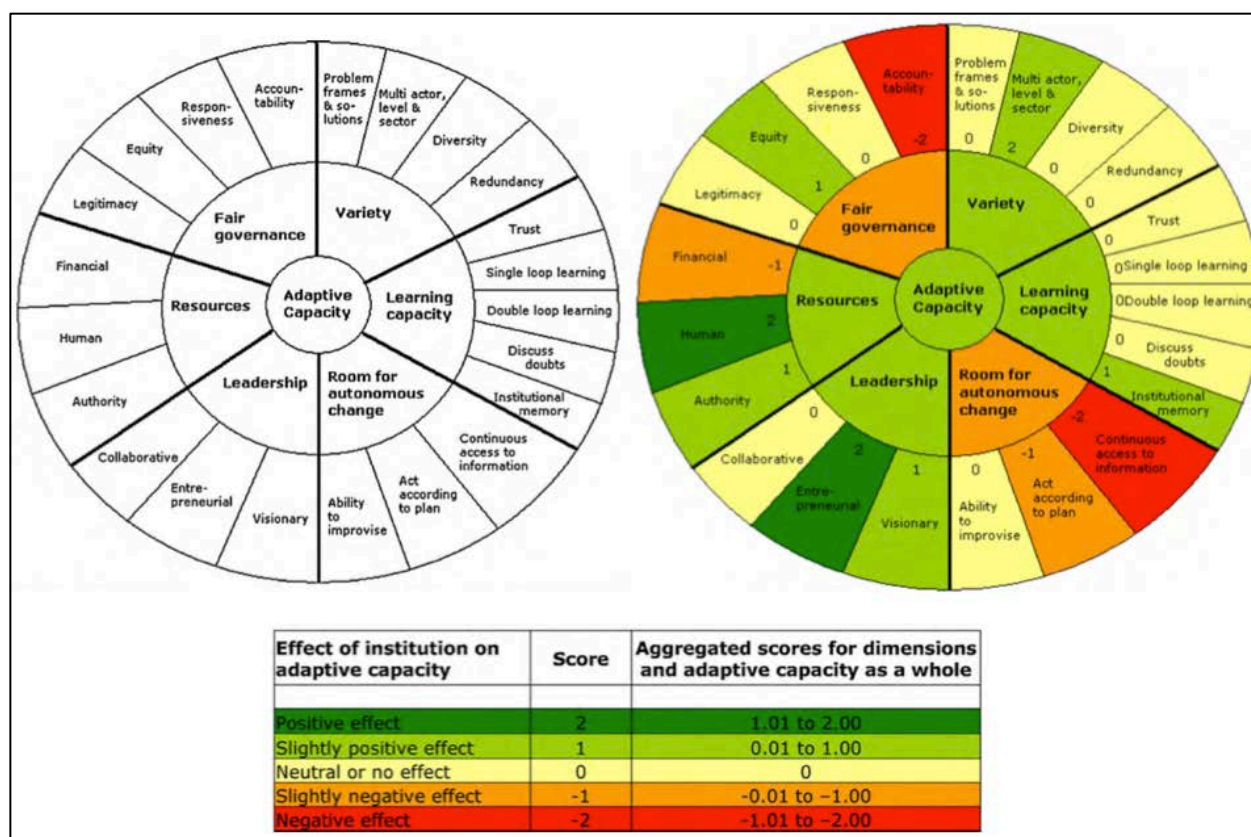 Accoun-
tability
Problem
frames
& so-
lutions
Multi actor,
level &
sector
Diversity
Redundancy
Trust
Single loop learning
Double loop learning
Discuss
doubts
Institutional
memory
Continuous
access to
information
Act
according
to plan
Ability
to
improvise
Visionary
Entre-
preneurial
Collaborative
Authority
Human
Financial
Legitimacy
Equity
Respon-
siveness
Fair
governance
Variety
Learning
capacity
Room for
autonomous
change
Leadership
Resources
Adaptive
Capacity
Accoun-
tability
-2
Problem
frames
& so-
lutions
0
Multi actor,
level &
sector
2
Diversity
0
Redundancy
0
Trust
0
Single loop learning
0
Double loop learning
0
Discuss
doubts
0
Institutional
memory
1
Continuous
access to
information
-2
Act
according
to plan
-1
Ability
to
improvise
0
Visionary
1
Entre-
preneurial
2
Collaborative
0
Authority
1
Human
2
Financial
-1
Legitimacy
0
Equity
1
Respon-
siveness
0
Fair
governance
Variety
Learning
capacity
Room for
autonomous
change
Leadership
Resources
Adaptive
Capacity
Effect of institution on
adaptive capacity
Score
Aggregated scores for dimensions
and adaptive capacity as a whole
Positive effect 2 1.01 to 2.00
Slightly positive effect 1 0.01 to 1.00
Neutral or no effect 0 0
Slightly negative effect -1 -0.01 to −1.00
Negative effect -2 -1.01 to −2.00